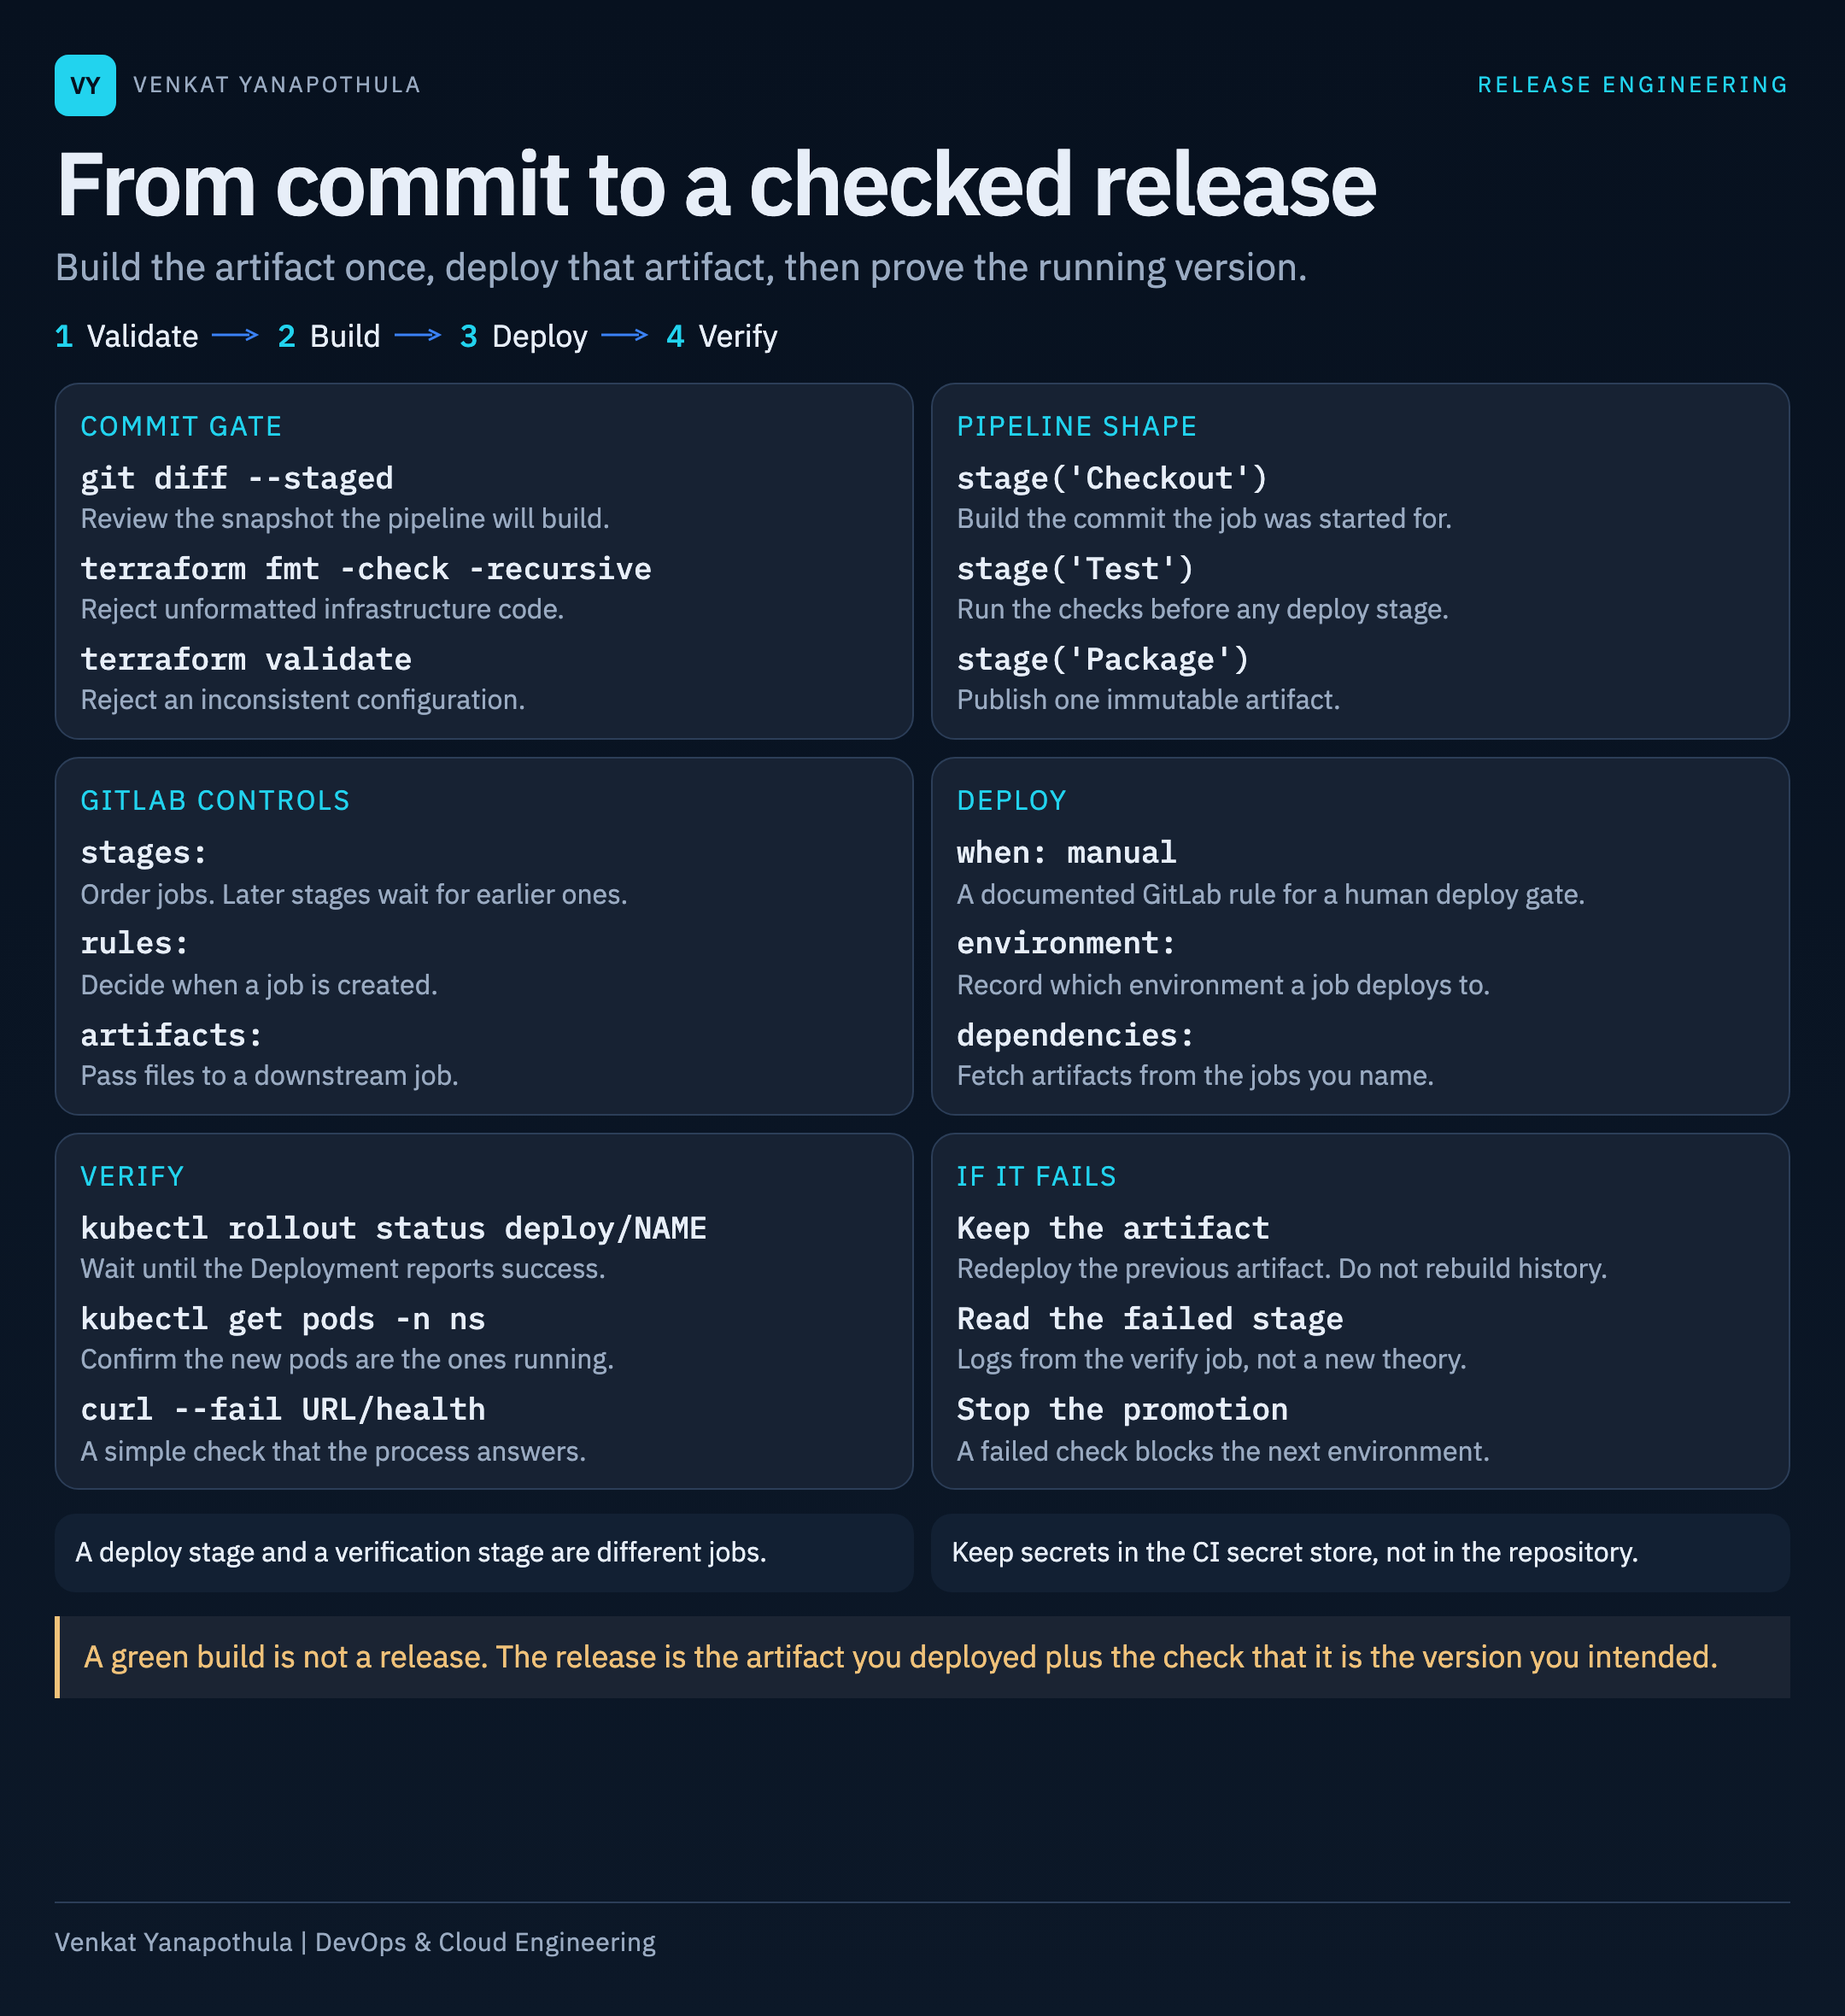 VY
VENKAT YANAPOTHULA
RELEASE ENGINEERING
From commit to a checked release
Build the artifact once, deploy that artifact, then prove the running version.
1 Validate → 2 Build → 3 Deploy → 4 Verify
COMMIT GATE
git diff --staged
Review the snapshot the pipeline will build.
terraform fmt -check -recursive
Reject unformatted infrastructure code.
terraform validate
Reject an inconsistent configuration.
PIPELINE SHAPE
stage('Checkout')
Build the commit the job was started for.
stage('Test')
Run the checks before any deploy stage.
stage('Package')
Publish one immutable artifact.
GITLAB CONTROLS
stages:
Order jobs. Later stages wait for earlier ones.
rules:
Decide when a job is created.
artifacts:
Pass files to a downstream job.
DEPLOY
when: manual
A documented GitLab rule for a human deploy gate.
environment:
Record which environment a job deploys to.
dependencies:
Fetch artifacts from the jobs you name.
VERIFY
kubectl rollout status deploy/NAME
Wait until the Deployment reports success.
kubectl get pods -n ns
Confirm the new pods are the ones running.
curl --fail URL/health
A simple check that the process answers.
IF IT FAILS
Keep the artifact
Redeploy the previous artifact. Do not rebuild history.
Read the failed stage
Logs from the verify job, not a new theory.
Stop the promotion
A failed check blocks the next environment.
A deploy stage and a verification stage are different jobs.
Keep secrets in the CI secret store, not in the repository.
A green build is not a release. The release is the artifact you deployed plus the check that it is the version you intended.
Venkat Yanapothula | DevOps & Cloud Engineering